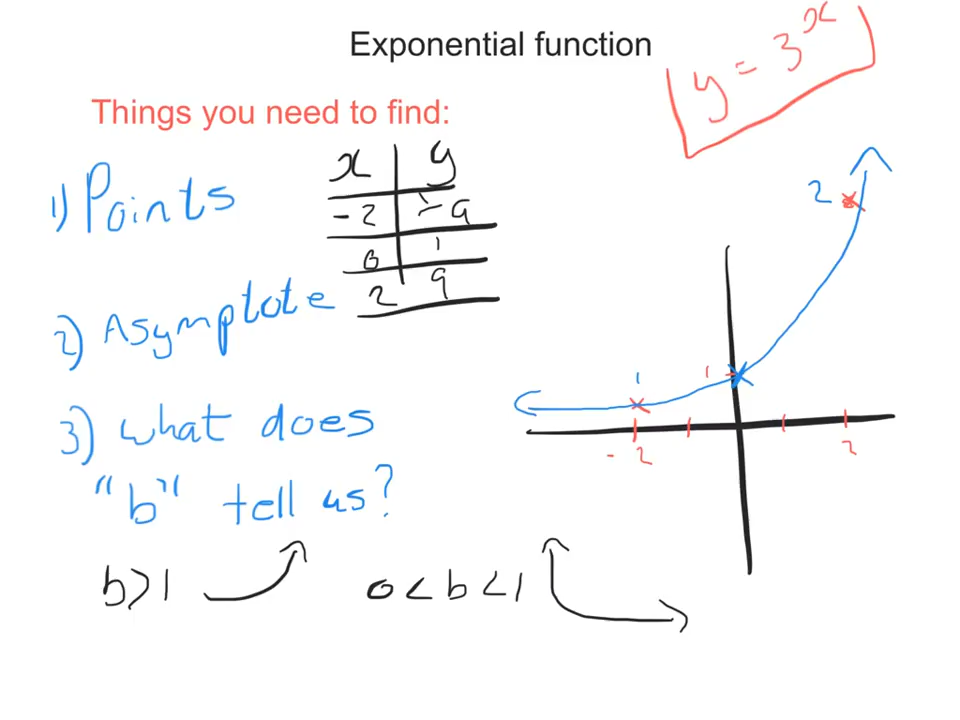 Exponential function
y = 3^x
Things you need to find:
1) Points
x y
-2 1/9
0 1
2 9
2) Asymptote
3) what does
"b" tell us?
b>1
0<b<1
2
1
1
-2
2